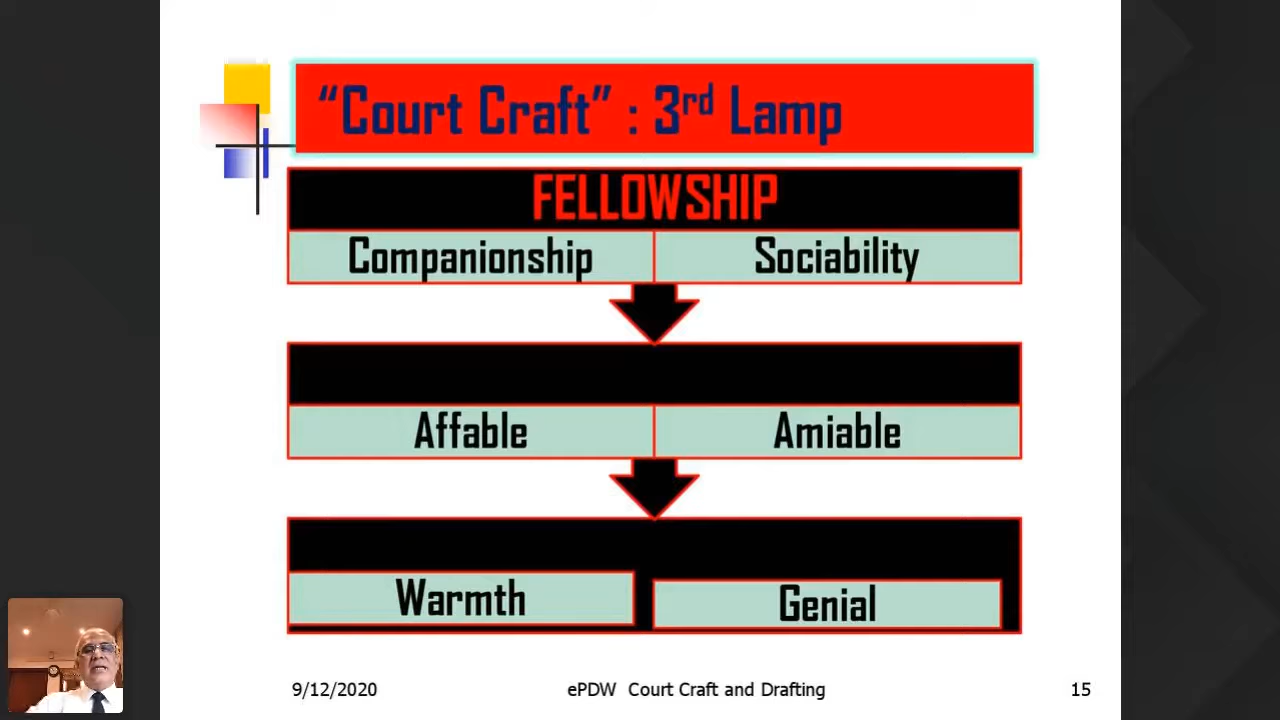 “Court Craft” : 3rd Lamp
FELLOWSHIP
Companionship Sociability
Affable Amiable
Warmth Genial
9/12/2020 ePDW Court Craft and Drafting 15